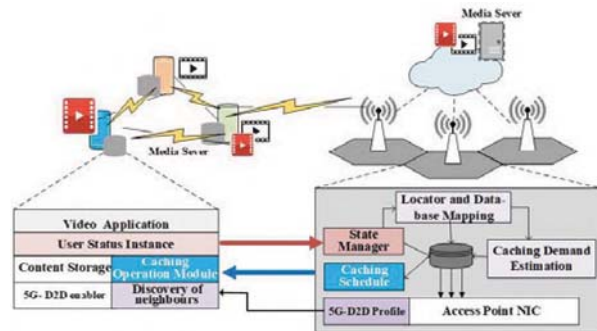 Media Sever
Media Sever
Video Application
User Status Instance
Content Storage
Caching
Operation Module
5G- D2D enabler
Discovery of
neighbours
Locator and Data-
base Mapping
State
Manager
Caching Demand
Estimation
Caching
Schedule
5G-D2D Profile
Access Point NIC